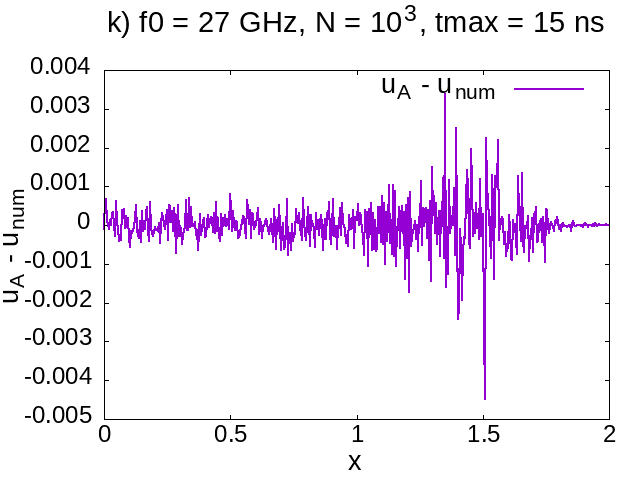 k) f0 = 27 GHz, N = 10³, tmax = 15 ns
u_A - u_num
0.004
0.003
0.002
0.001
0
-0.001
-0.002
-0.003
-0.004
-0.005
u_A - u_num
0 0.5 1 1.5 2
x